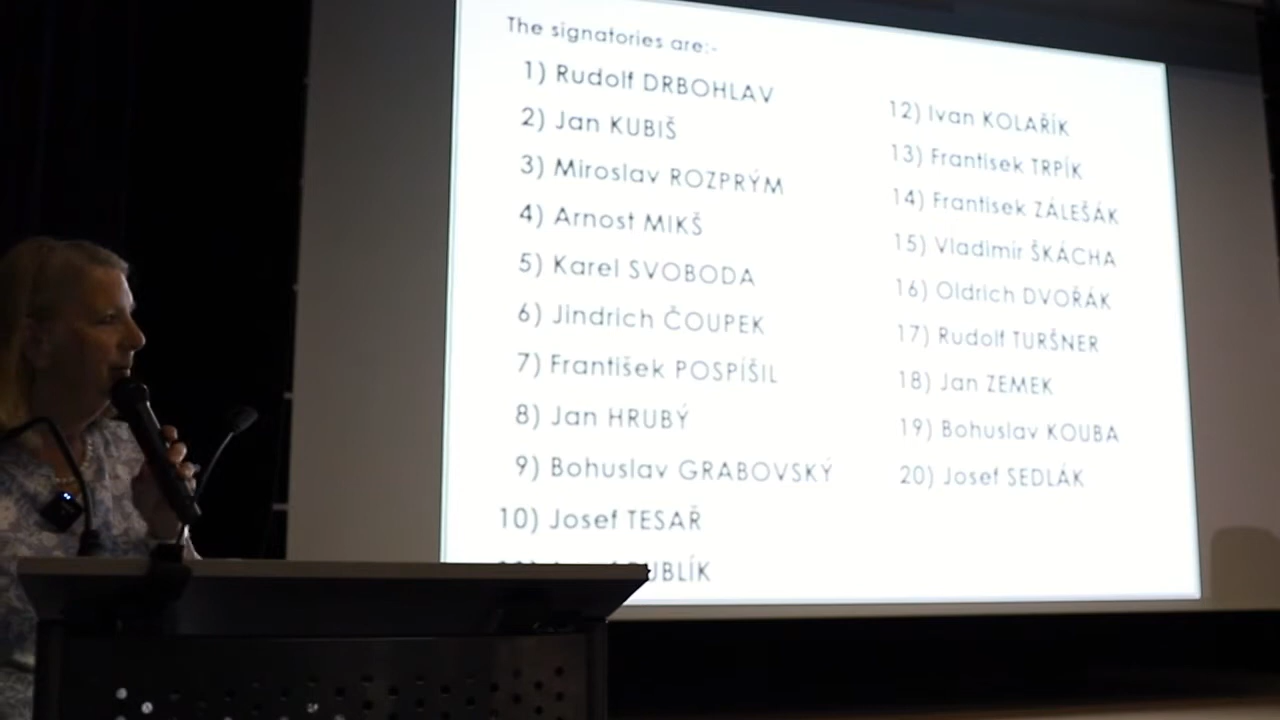 The signatories are:-
1) Rudolf DRBOHLAV
2) Jan KUBIŠ
3) Miroslav ROZPRÝM
4) Arnost MIKŠ
5) Karel SVOBODA
6) Jindrich ČOUPEK
7) František POSPÍŠIL
8) Jan HRUBÝ
9) Bohuslav GRABOVSKÝ
10) Josef TESAŘ
12) Ivan KOLAŘÍK
13) Frantisek TRPÍK
14) Frantisek ZÁLEŠÁK
15) Vladimír ŠKÁCHA
16) Oldrich DVOŘÁK
17) Rudolf TURŠNER
18) Jan ZEMEK
19) Bohuslav KOUBA
20) Josef SEDLÁK